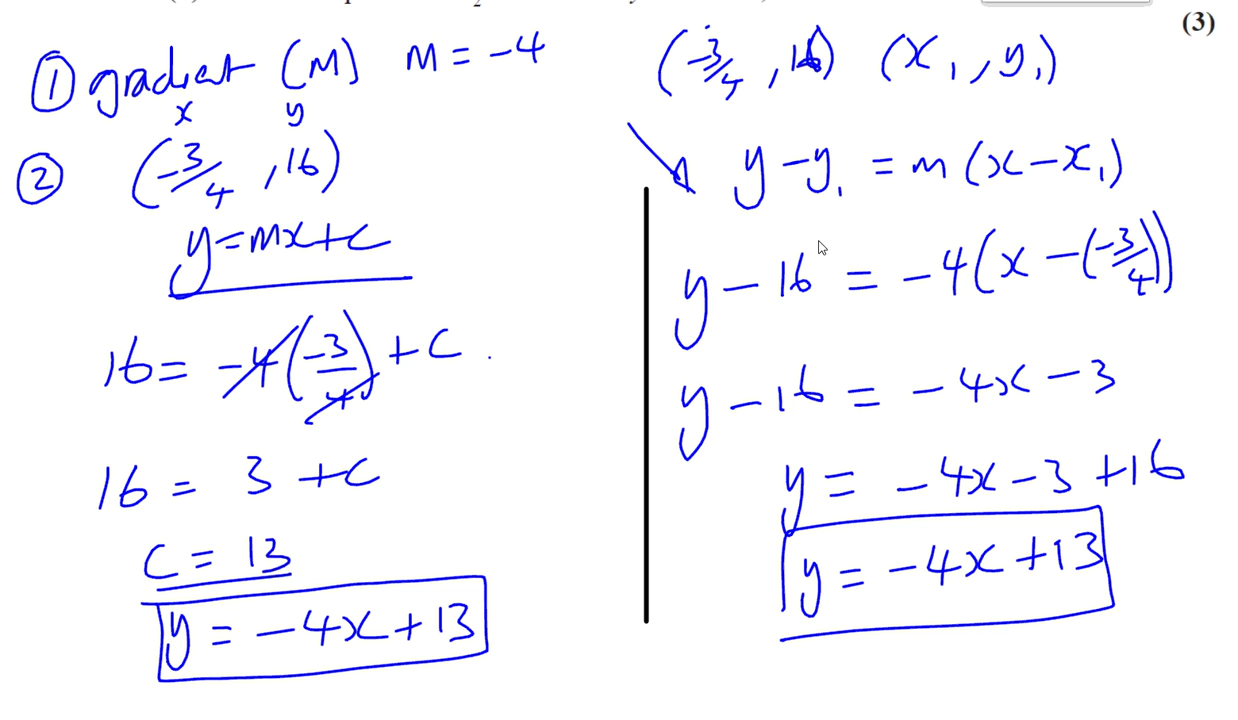 (3)
① gradient (M) M = -4
x y
② (-3/4, 16)
y = mx + c
16 = -4(-3/4) + c
16 = 3 + c
c = 13
y = -4x + 13
(-3/4, 16) (x₁, y₁)
y - y₁ = m(x - x₁)
y - 16 = -4(x - (-3/4))
y - 16 = -4x - 3
y = -4x - 3 + 16
y = -4x + 13